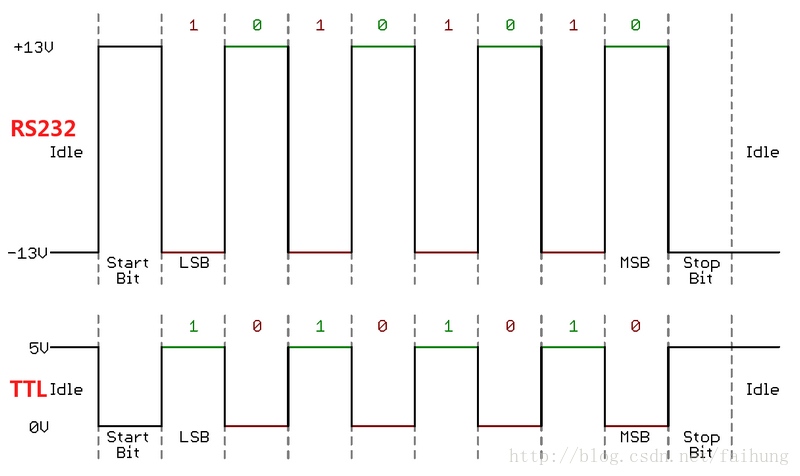 1 0 1 0 1 0 1 0
+13V
RS232
Idle Idle
-13V
Start Bit LSB MSB Stop Bit
1 0 1 0 1 0 1 0
5V
TTL Idle Idle
0V
Start Bit LSB MSB Stop Bit
http://blog.csdn.net/faihung